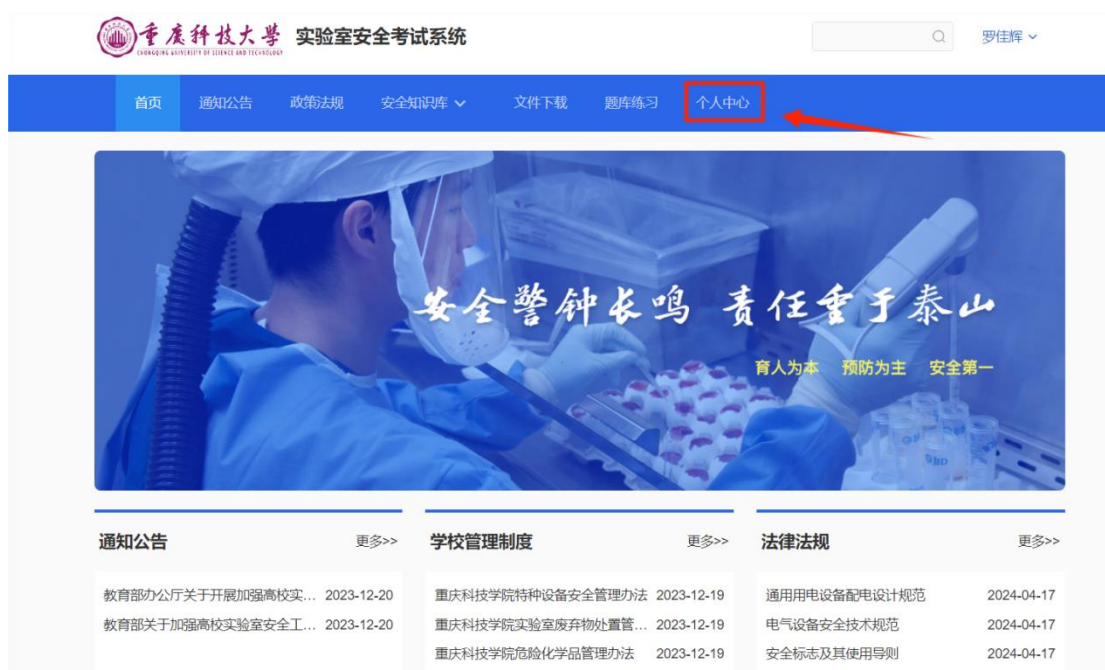 重庆科技大学 实验室安全考试系统 罗佳辉
CHONGQING UNIVERSITY OF SCIENCE AND TECHNOLOGY
首页 通知公告 政策法规 安全知识库 文件下载 题库练习 个人中心
安全警钟长鸣 责任重于泰山
育人为本 预防为主 安全第一
通知公告 更多>> 学校管理制度 更多>> 法律法规 更多>>
教育部办公厅关于开展加强高校实... 2023-12-20 重庆科技学院特种设备安全管理办法 2023-12-19 通用用电设备配电设计规范 2024-04-17
教育部关于加强高校实验室安全工... 2023-12-20 重庆科技学院实验室废弃物处置管... 2023-12-19 电气设备安全技术规范 2024-04-17
重庆科技学院危险化学品管理办法 2023-12-19 安全标志及其使用导则 2024-04-17